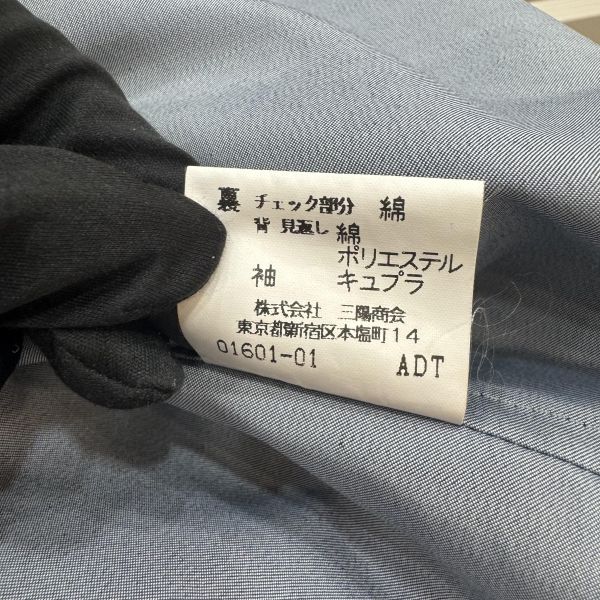 裏 チェック部分 綿
背 見返し 綿
ポリエステル
袖 キュプラ
株式会社 三陽商会
東京都新宿区本塩町14
01601-01 ADT